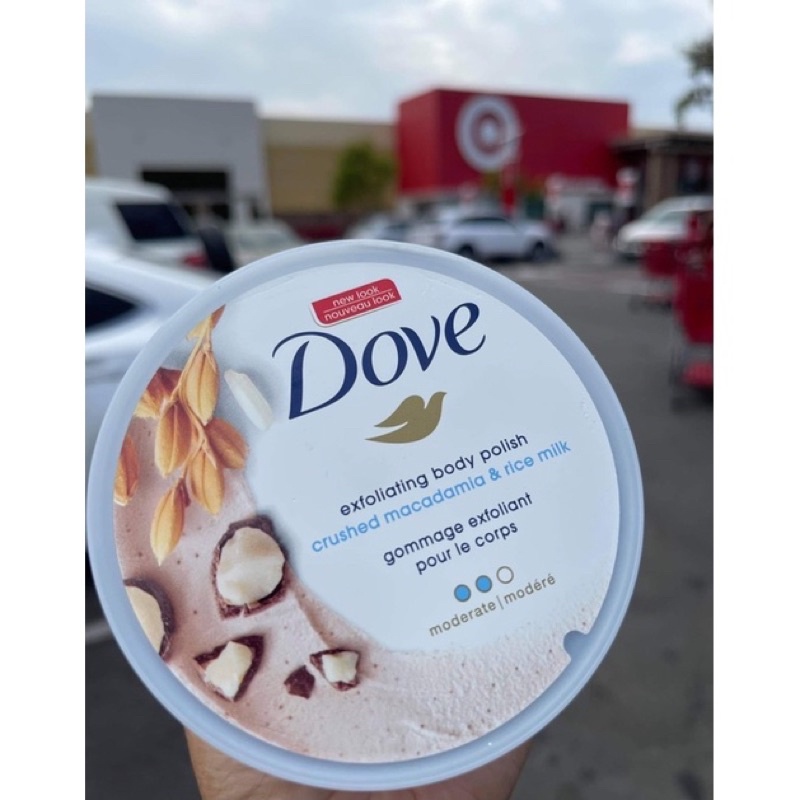 new look
nouveau look
Dove
exfoliating body polish
crushed macadamia & rice milk
gommage exfoliant
pour le corps
moderate | modéré